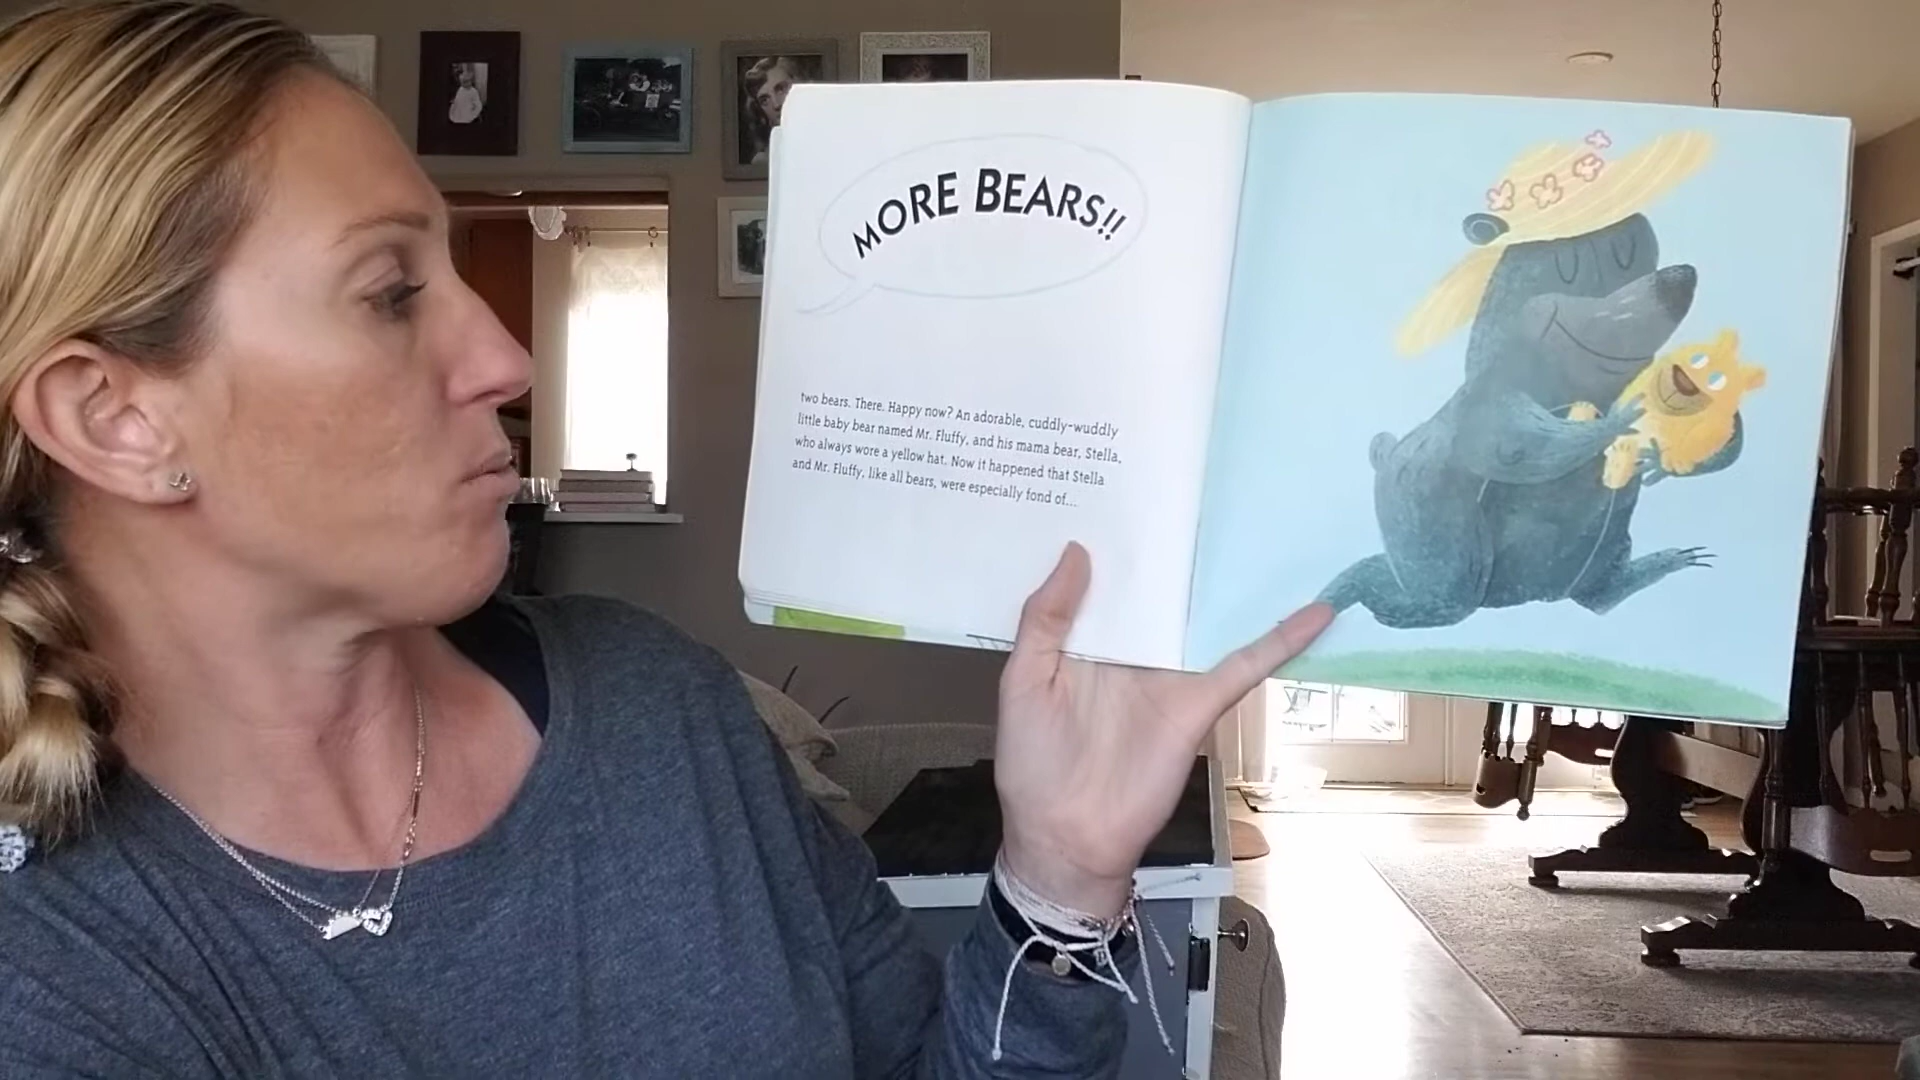 MORE BEARS!!
two bears. There. Happy now? An adorable, cuddly-wuddly
little baby bear named Mr. Fluffy, and his mama bear, Stella,
who always wore a yellow hat. Now it happened that Stella
and Mr. Fluffy, like all bears, were especially fond of...